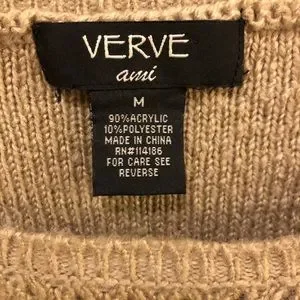 VERVE
ami
M
90%ACRYLIC
10%POLYESTER
MADE IN CHINA
RN#114186
FOR CARE SEE
REVERSE